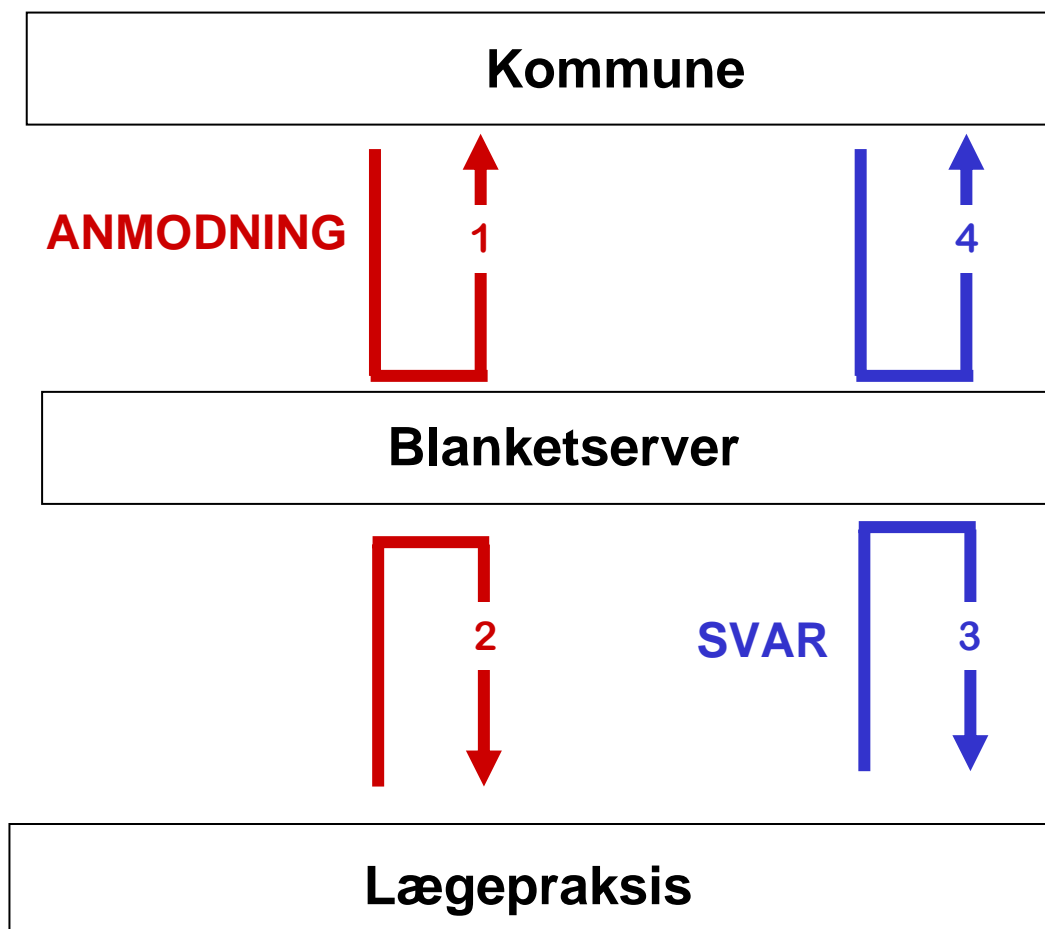 Kommune
ANMODNING
1
4
Blanketserver
2
SVAR
3
Lægepraksis